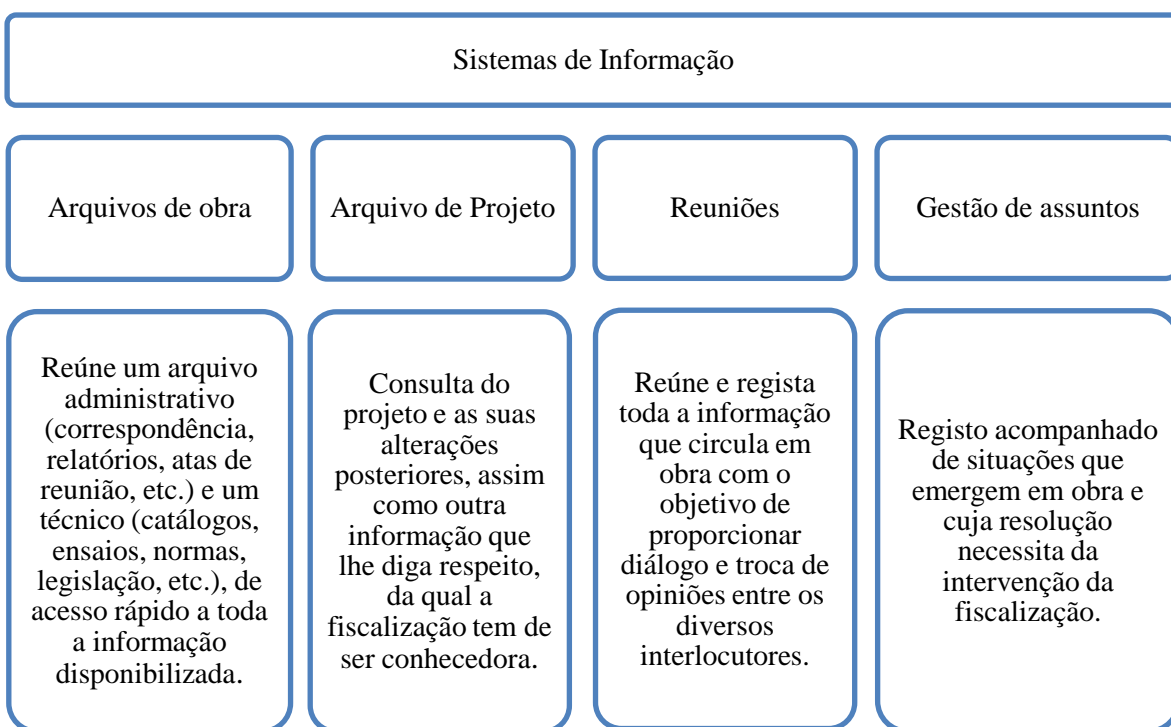 Sistemas de Informação
Arquivos de obra
Arquivo de Projeto
Reuniões
Gestão de assuntos
Reúne um arquivo
administrativo
(correspondência,
relatórios, atas de
reunião, etc.) e um
técnico (catálogos,
ensaios, normas,
legislação, etc.), de
acesso rápido a toda
a informação
disponibilizada.
Consulta do
projeto e as suas
alterações
posteriores, assim
como outra
informação que
lhe diga respeito,
da qual a
fiscalização tem de
ser conhecedora.
Reúne e regista
toda a informação
que circula em
obra com o
objetivo de
proporcionar
diálogo e troca de
opiniões entre os
diversos
interlocutores.
Registo acompanhado
de situações que
emergem em obra e
cuja resolução
necessita da
intervenção da
fiscalização.